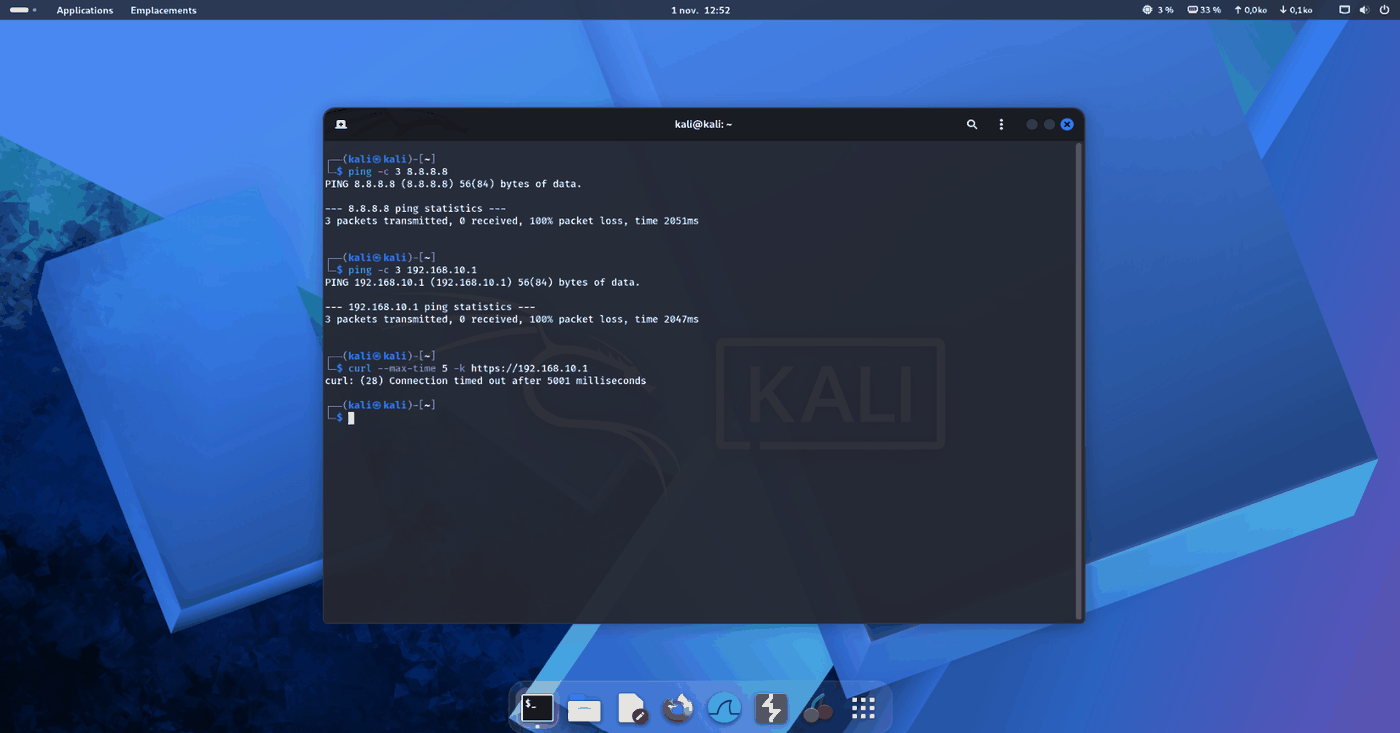 Applications Emplacements 1 nov. 12:52 3 % 33 % 0,0ko 0,1ko
kali@kali: ~
┌──(kali㉿kali)-[~]
└─$ ping -c 3 8.8.8.8
PING 8.8.8.8 (8.8.8.8) 56(84) bytes of data.
--- 8.8.8.8 ping statistics ---
3 packets transmitted, 0 received, 100% packet loss, time 2051ms
┌──(kali㉿kali)-[~]
└─$ ping -c 3 192.168.10.1
PING 192.168.10.1 (192.168.10.1) 56(84) bytes of data.
--- 192.168.10.1 ping statistics ---
3 packets transmitted, 0 received, 100% packet loss, time 2047ms
┌──(kali㉿kali)-[~]
└─$ curl --max-time 5 -k https://192.168.10.1
curl: (28) Connection timed out after 5001 milliseconds
┌──(kali㉿kali)-[~]
└─$
KALI
$_